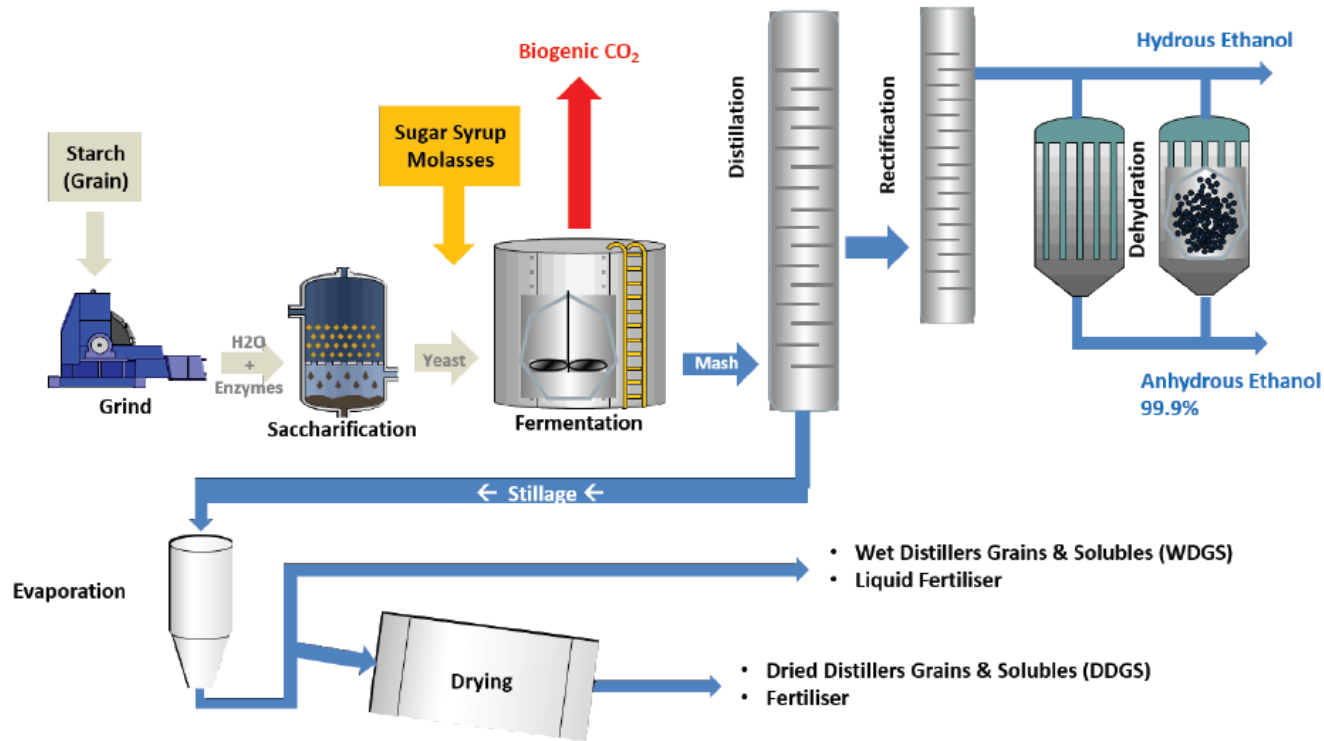 Biogenic CO₂
Hydrous Ethanol
Starch
(Grain)
Sugar Syrup
Molasses
Distillation
Rectification
Dehydration
H2O
+
Enzymes
Yeast
Mash
Grind
Saccharification
Fermentation
Anhydrous Ethanol
99.9%
← Stillage ←
Evaporation
• Wet Distillers Grains & Solubles (WDGS)
• Liquid Fertiliser
Drying
• Dried Distillers Grains & Solubles (DDGS)
• Fertiliser